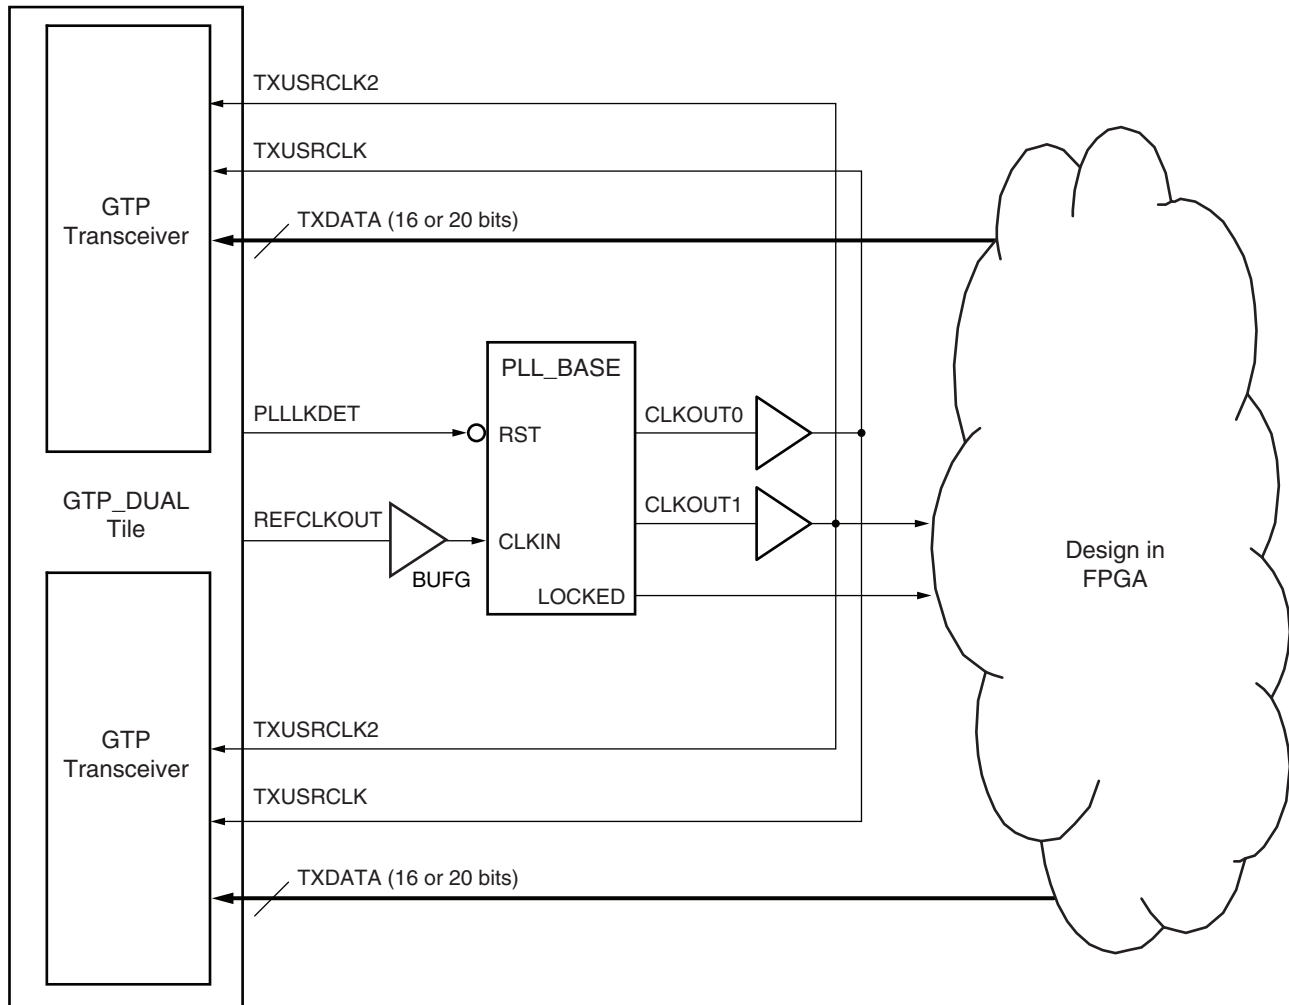 TXUSRCLK2
TXUSRCLK
GTP
Transceiver
TXDATA (16 or 20 bits)
PLL_BASE
PLLLKDET
RST
CLKOUT0
GTP_DUAL
Tile
REFCLKOUT
BUFG
CLKIN
CLKOUT1
LOCKED
Design in
FPGA
TXUSRCLK2
GTP
Transceiver
TXUSRCLK
TXDATA (16 or 20 bits)